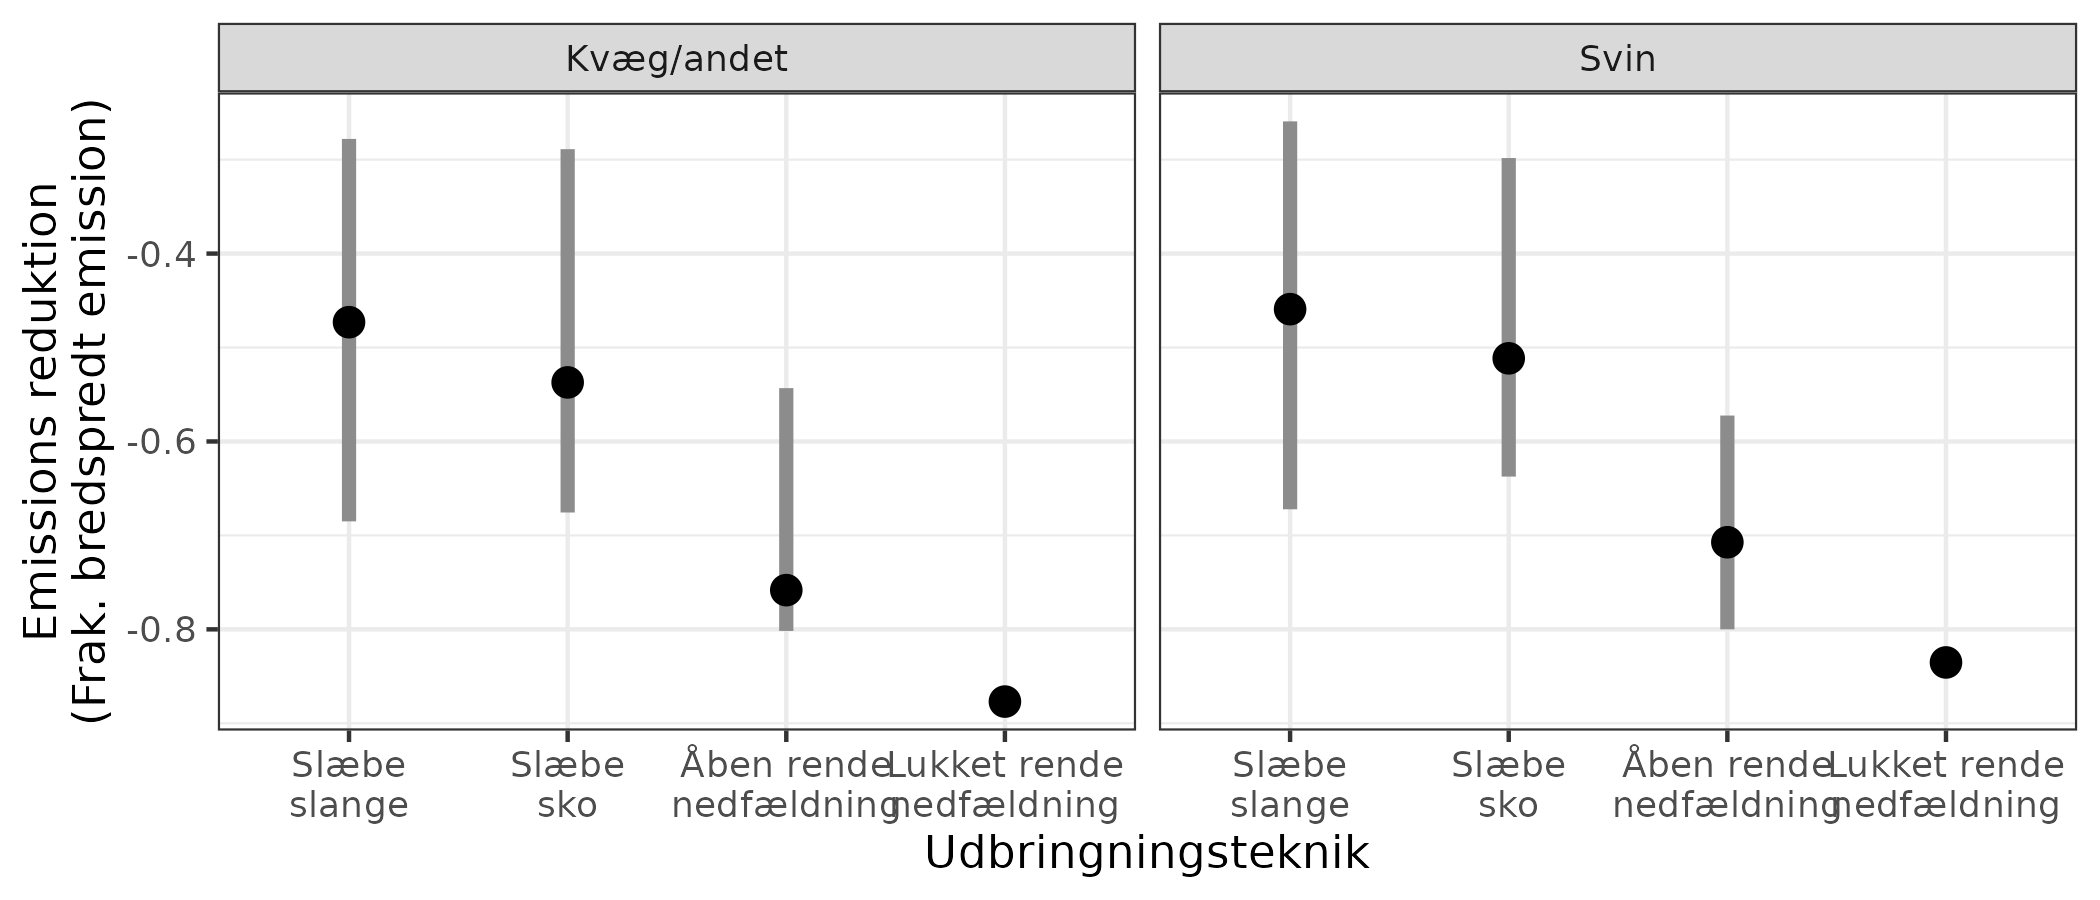 Kvæg/andet
Svin
Emissions reduktion
(Frak. bredspredt emission)
-0.4
-0.6
-0.8
Slæbe
slange
Slæbe
sko
Åben rende
nedfældning
Lukket rende
nedfældning
Slæbe
slange
Slæbe
sko
Åben rende
nedfældning
Lukket rende
nedfældning
Udbringningsteknik